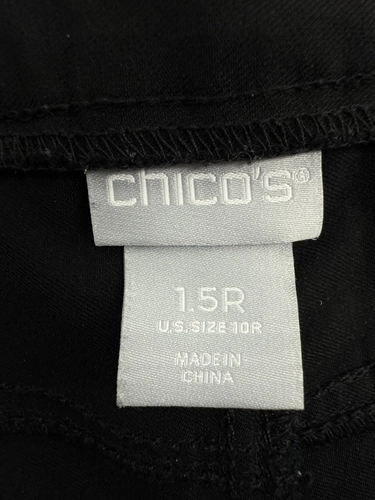 chico's®
1.5R
U.S. SIZE 10R
MADE IN
CHINA